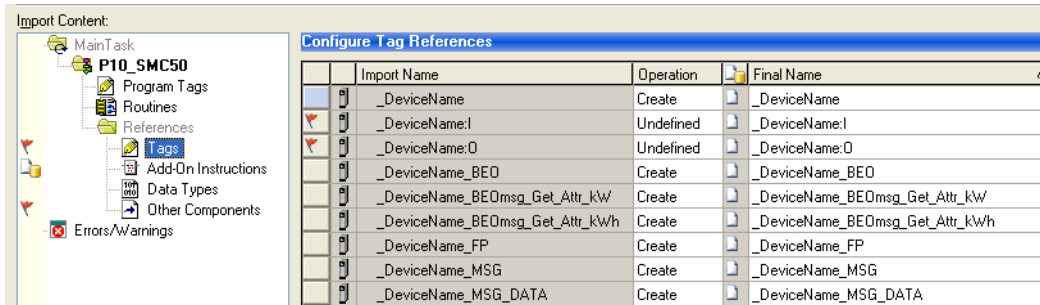 Import Content:
MainTask
P10_SMC50
Program Tags
Routines
References
Tags
Add-On Instructions
Data Types
Other Components
Errors/Warnings
Configure Tag References
Import Name Operation Final Name
_DeviceName Create _DeviceName
_DeviceName:I Undefined _DeviceName:I
_DeviceName:O Undefined _DeviceName:O
_DeviceName_BEO Create _DeviceName_BEO
_DeviceName_BEOmsg_Get_Attr_kW Create _DeviceName_BEOmsg_Get_Attr_kW
_DeviceName_BEOmsg_Get_Attr_kWh Create _DeviceName_BEOmsg_Get_Attr_kWh
_DeviceName_FP Create _DeviceName_FP
_DeviceName_MSG Create _DeviceName_MSG
_DeviceName_MSG_DATA Create _DeviceName_MSG_DATA